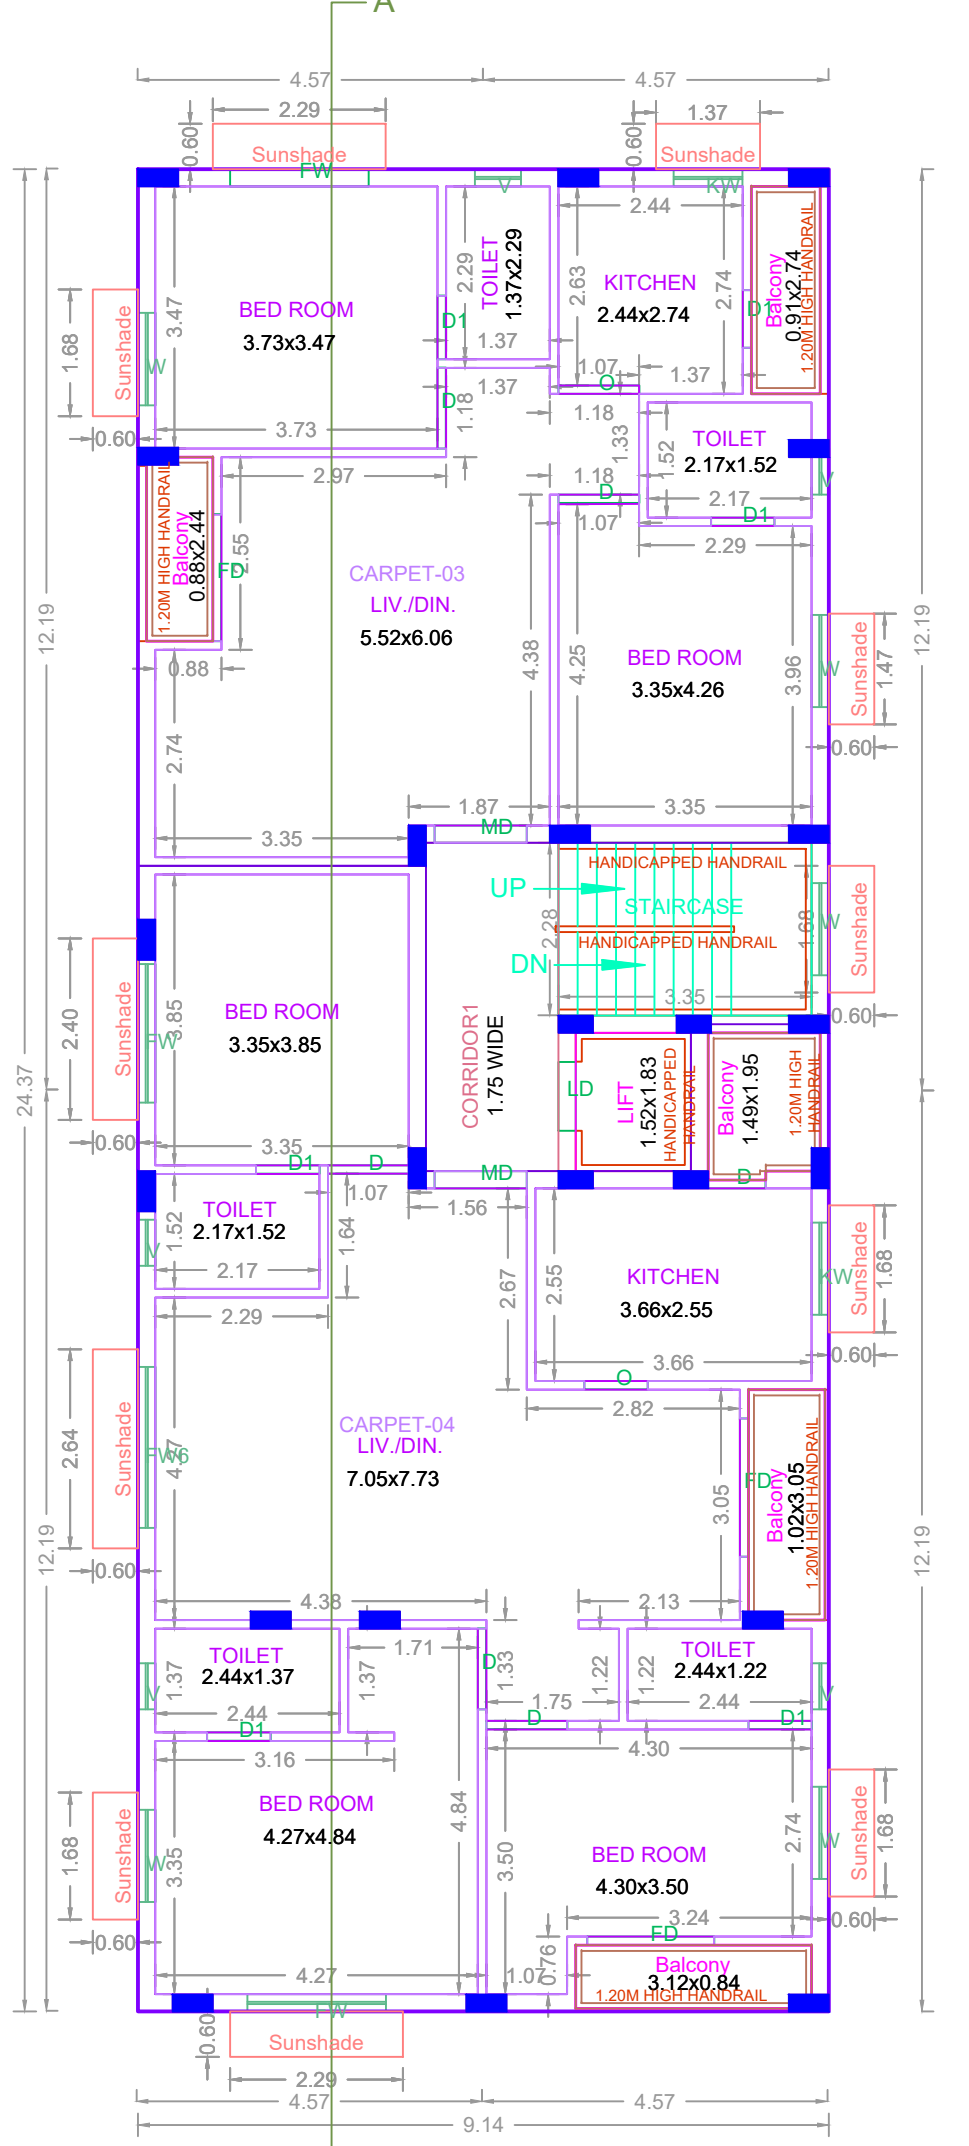 A
4.57
4.57
2.29
1.37
0.60
Sunshade
FW
V
0.60
Sunshade
KW
2.44
3.47
BED ROOM
3.73x3.47
2.29
TOILET
1.37x2.29
2.63
KITCHEN
2.44x2.74
2.74
D1
Balcony
0.91x2.74
1.20M HIGH HANDRAIL
1.68
Sunshade
W
D1
1.37
1.07
O
1.37
1.37
D
1.18
1.18
0.60
3.73
1.33
1.52
TOILET
2.17x1.52
V
2.97
1.18
D
2.17
1.07
D1
2.29
1.20M HIGH HANDRAIL
Balcony
0.88x2.44
FD
2.55
CARPET-03
LIV./DIN.
5.52x6.06
12.19
12.19
0.88
4.38
4.25
BED ROOM
3.35x4.26
3.96
W
Sunshade
1.47
0.60
2.74
1.87
3.35
3.35
MD
HANDICAPPED HANDRAIL
UP
STAIRCASE
2.28
HANDICAPPED HANDRAIL
DN
1.68
W
Sunshade
3.35
0.60
2.40
Sunshade
FW
3.85
BED ROOM
3.35x3.85
CORRIDOR1
1.75 WIDE
LD
LIFT
1.52x1.83
HANDICAPPED
HANDRAIL
Balcony
1.49x1.95
1.20M HIGH
HANDRAIL
24.37
0.60
3.35
D1
D
MD
D
1.07
1.56
1.52
TOILET
2.17x1.52
V
1.64
2.17
2.29
2.67
2.55
KITCHEN
3.66x2.55
KW
Sunshade
1.68
3.66
0.60
O
2.82
2.64
Sunshade
FW6
4.27
CARPET-04
LIV./DIN.
7.05x7.73
3.05
FD
Balcony
1.02x3.05
1.20M HIGH HANDRAIL
12.19
12.19
0.60
4.38
2.13
1.37
TOILET
2.44x1.37
V
2.44
D1
1.37
1.71
D
1.33
1.22
1.22
TOILET
2.44x1.22
V
1.75
2.44
D
D1
3.16
4.30
1.68
Sunshade
W
3.35
BED ROOM
4.27x4.84
4.84
3.50
BED ROOM
4.30x3.50
2.74
W
Sunshade
1.68
0.60
3.24
FD
0.60
0.76
Balcony
3.12x0.84
1.20M HIGH HANDRAIL
4.27
1.07
FW
0.60
Sunshade
2.29
4.57
4.57
9.14